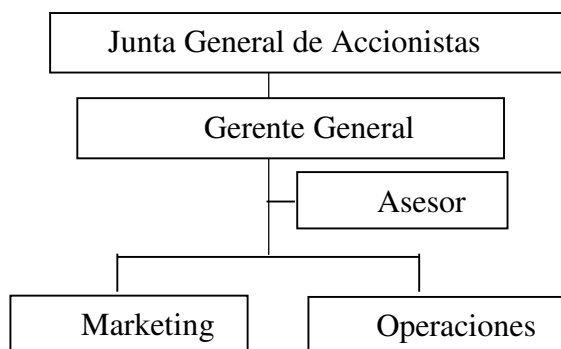 Junta General de Accionistas
Gerente General
Asesor
Marketing
Operaciones